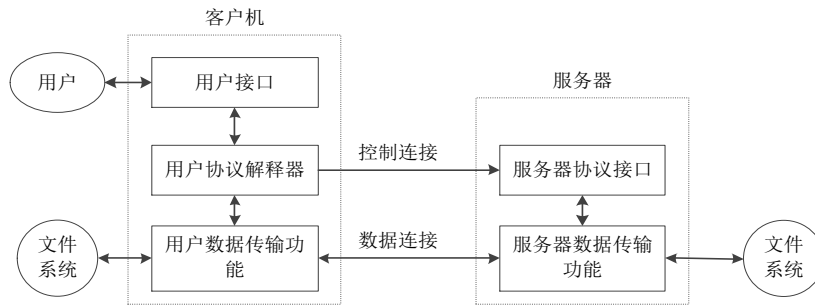 客户机
用户
用户接口
服务器
用户协议解释器
控制连接
服务器协议接口
文件
系统
用户数据传输功
能
数据连接
服务器数据传输
功能
文件
系统